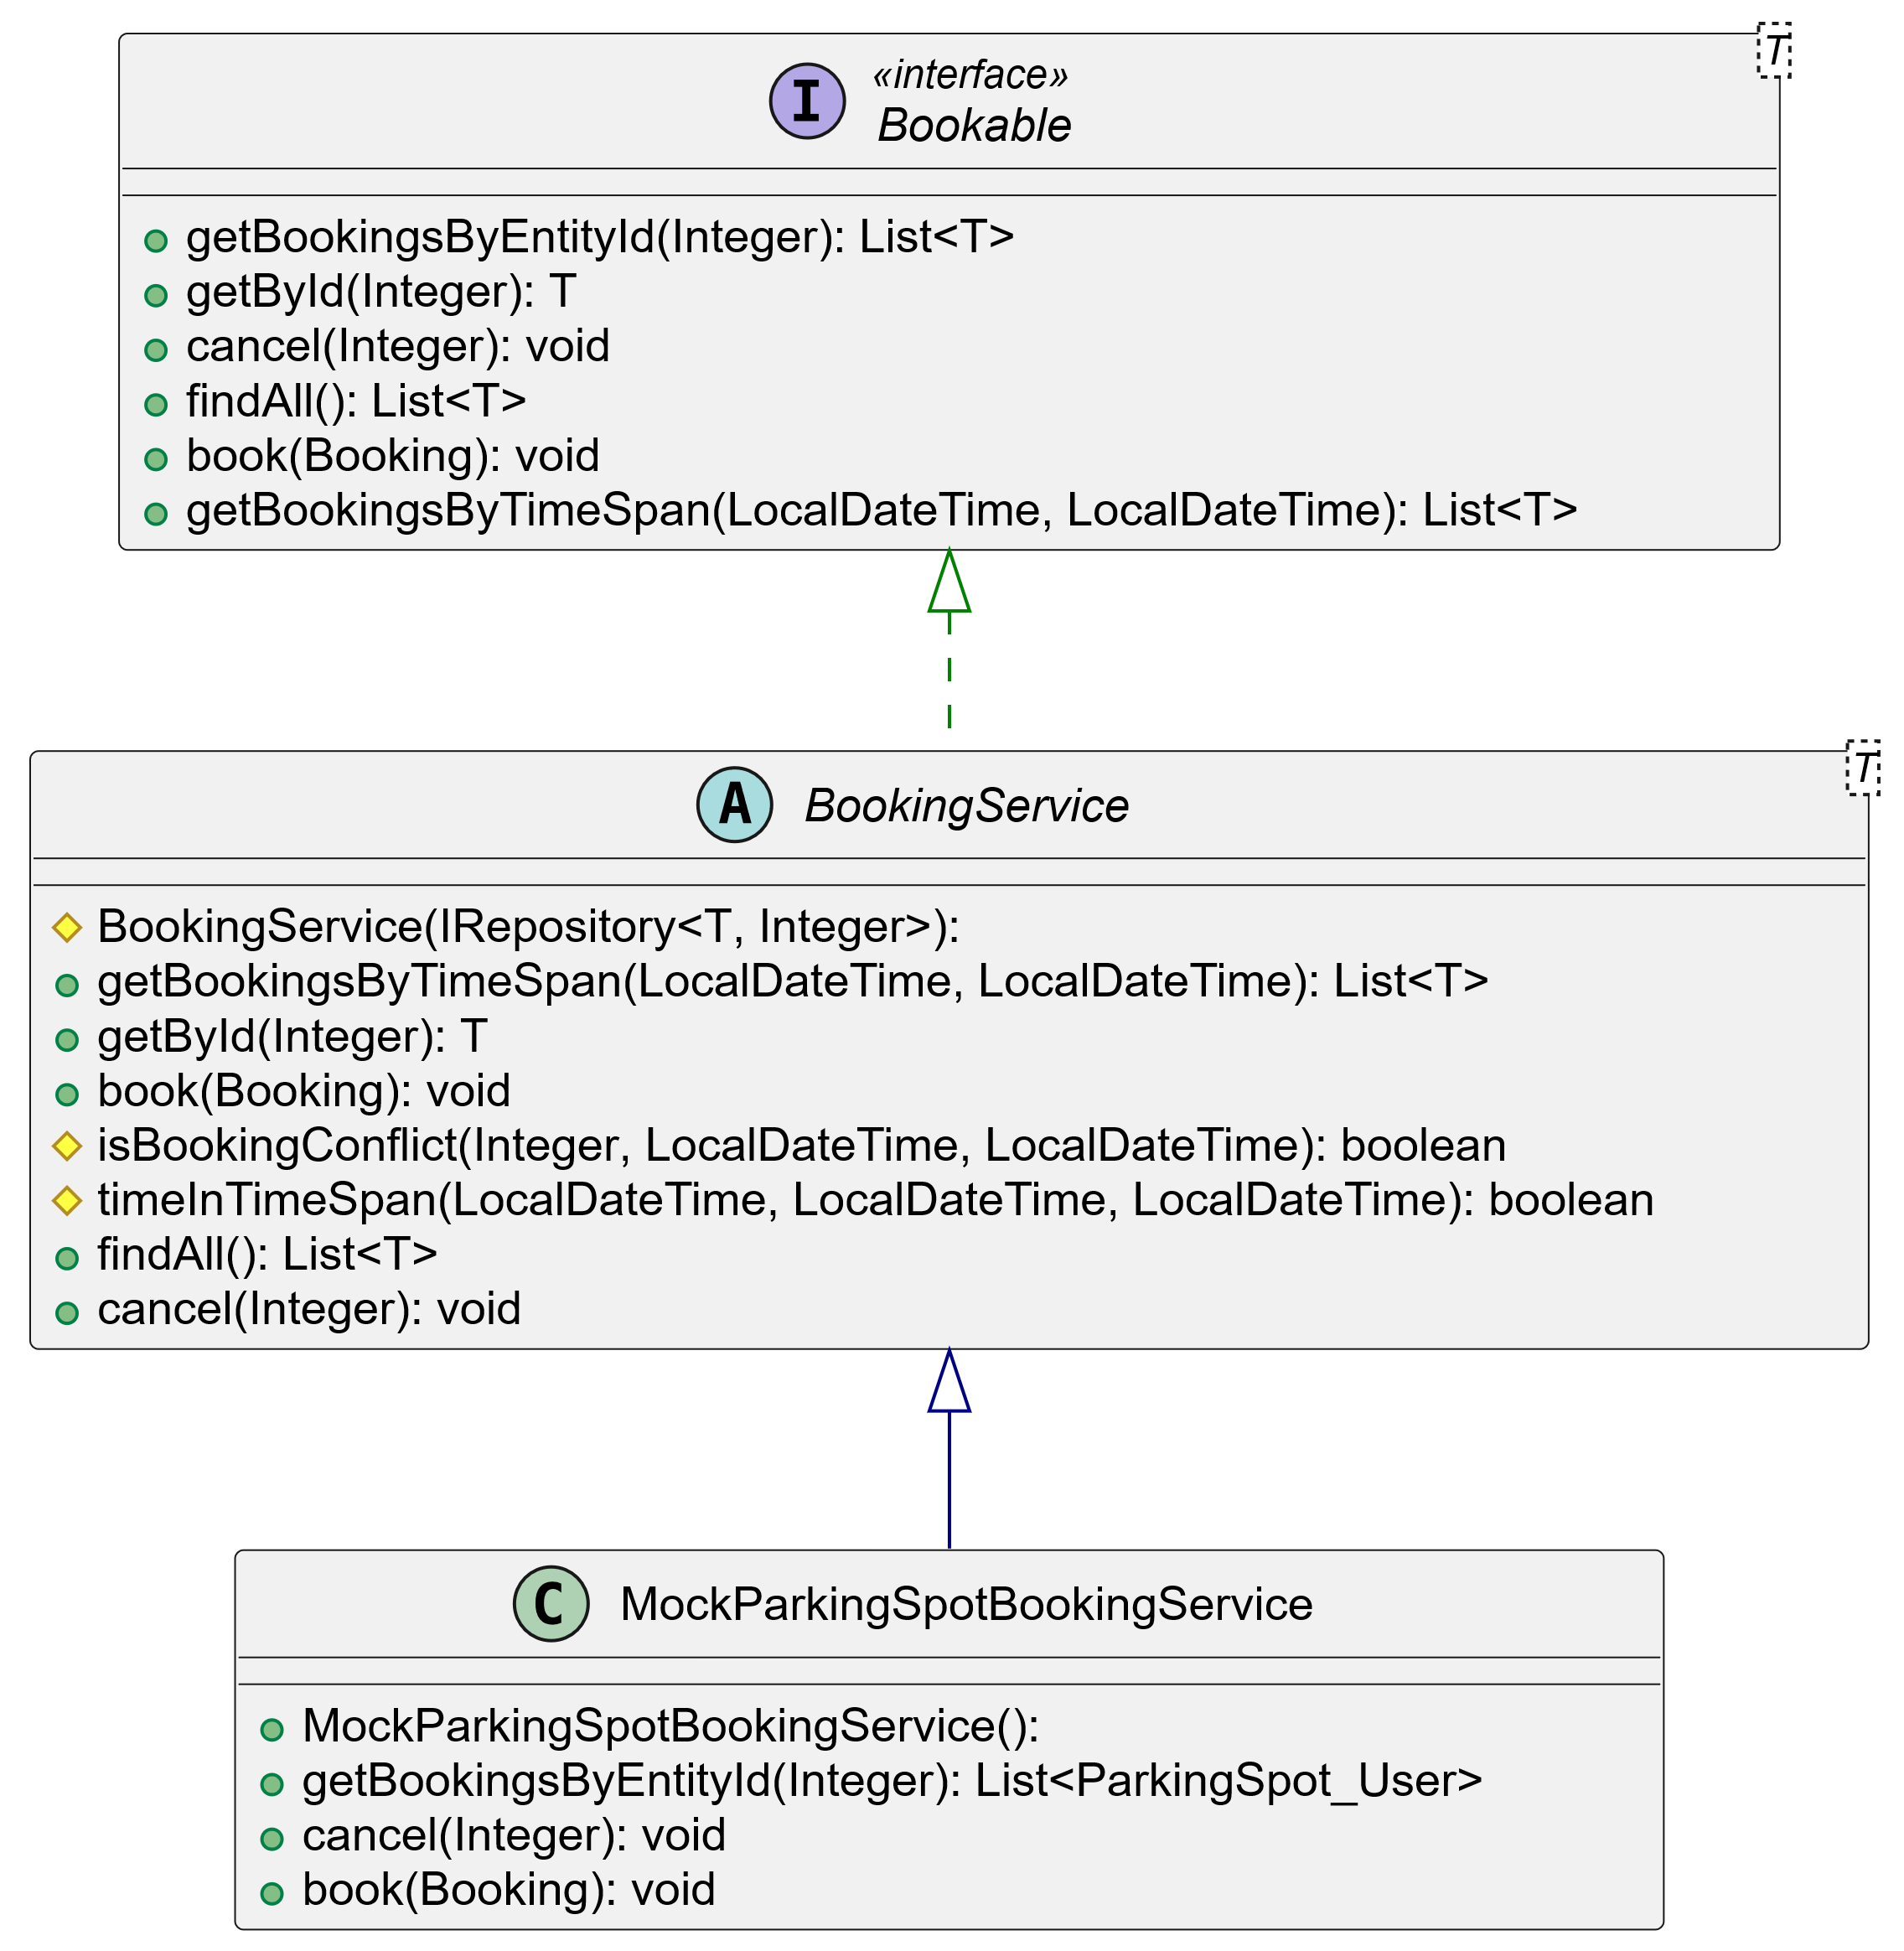 T
I
«interface»
Bookable
getBookingsByEntityId(Integer): List<T>
getById(Integer): T
cancel(Integer): void
findAll(): List<T>
book(Booking): void
getBookingsByTimeSpan(LocalDateTime, LocalDateTime): List<T>
T
A BookingService
BookingService(IRepository<T, Integer>):
getBookingsByTimeSpan(LocalDateTime, LocalDateTime): List<T>
getById(Integer): T
book(Booking): void
isBookingConflict(Integer, LocalDateTime, LocalDateTime): boolean
timeInTimeSpan(LocalDateTime, LocalDateTime, LocalDateTime): boolean
findAll(): List<T>
cancel(Integer): void
C MockParkingSpotBookingService
MockParkingSpotBookingService():
getBookingsByEntityId(Integer): List<ParkingSpot_User>
cancel(Integer): void
book(Booking): void